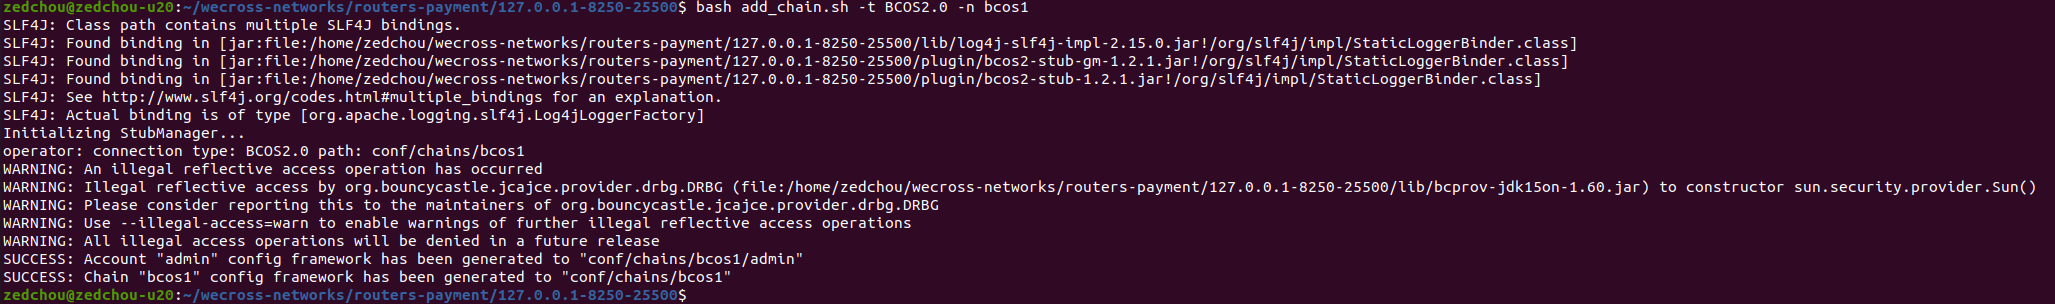 zedchou@zedchou-u20:~/wecross-networks/routers-payment/127.0.0.1-8250-25500$ bash add_chain.sh -t BCOS2.0 -n bcos1
SLF4J: Class path contains multiple SLF4J bindings.
SLF4J: Found binding in [jar:file:/home/zedchou/wecross-networks/routers-payment/127.0.0.1-8250-25500/lib/log4j-slf4j-impl-2.15.0.jar!/org/slf4j/impl/StaticLoggerBinder.class]
SLF4J: Found binding in [jar:file:/home/zedchou/wecross-networks/routers-payment/127.0.0.1-8250-25500/plugin/bcos2-stub-gm-1.2.1.jar!/org/slf4j/impl/StaticLoggerBinder.class]
SLF4J: Found binding in [jar:file:/home/zedchou/wecross-networks/routers-payment/127.0.0.1-8250-25500/plugin/bcos2-stub-1.2.1.jar!/org/slf4j/impl/StaticLoggerBinder.class]
SLF4J: See http://www.slf4j.org/codes.html#multiple_bindings for an explanation.
SLF4J: Actual binding is of type [org.apache.logging.slf4j.Log4jLoggerFactory]
Initializing StubManager...
operator: connection type: BCOS2.0 path: conf/chains/bcos1
WARNING: An illegal reflective access operation has occurred
WARNING: Illegal reflective access by org.bouncycastle.jcajce.provider.drbg.DRBG (file:/home/zedchou/wecross-networks/routers-payment/127.0.0.1-8250-25500/lib/bcprov-jdk15on-1.60.jar) to constructor sun.security.provider.Sun()
WARNING: Please consider reporting this to the maintainers of org.bouncycastle.jcajce.provider.drbg.DRBG
WARNING: Use --illegal-access=warn to enable warnings of further illegal reflective access operations
WARNING: All illegal access operations will be denied in a future release
SUCCESS: Account "admin" config framework has been generated to "conf/chains/bcos1/admin"
SUCCESS: Chain "bcos1" config framework has been generated to "conf/chains/bcos1"
zedchou@zedchou-u20:~/wecross-networks/routers-payment/127.0.0.1-8250-25500$